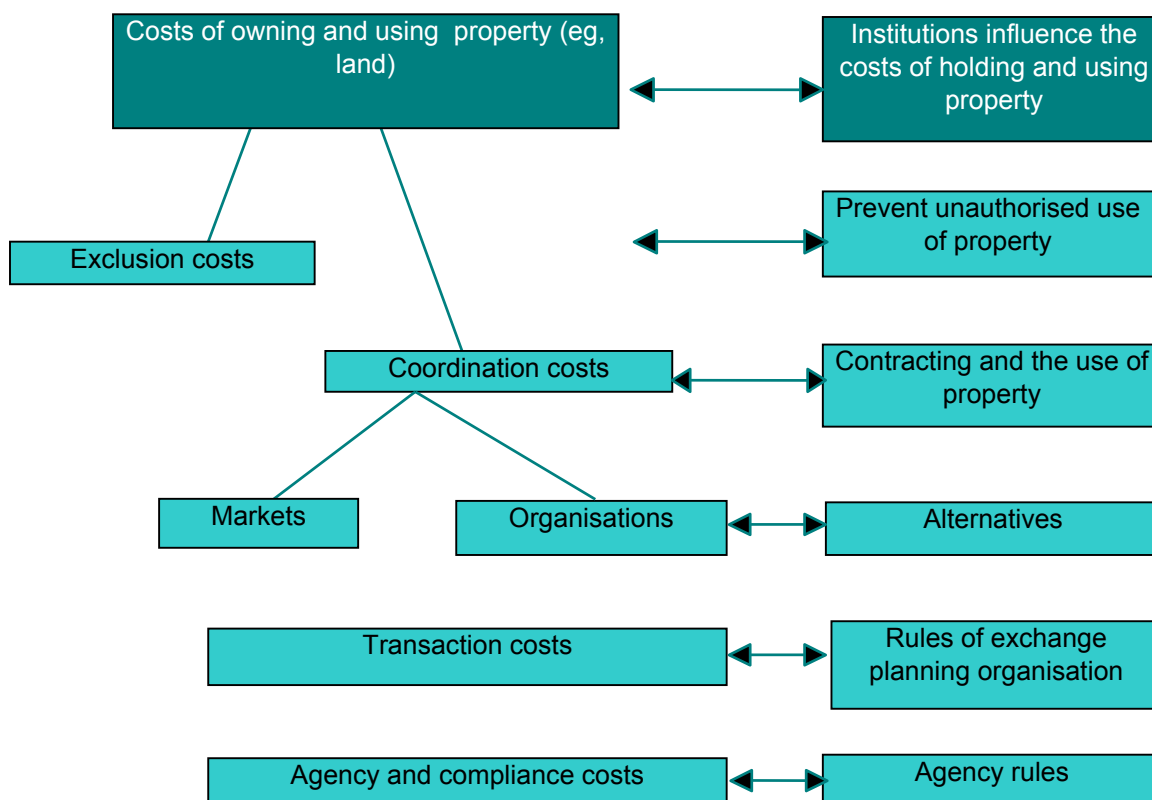 Costs of owning and using  property (eg,
land)
Institutions influence the
costs of holding and using
property
Prevent unauthorised use
of property
Exclusion costs
Coordination costs
Contracting and the use of
property
Markets
Organisations
Alternatives
Transaction costs
Rules of exchange
planning organisation
Agency and compliance costs
Agency rules